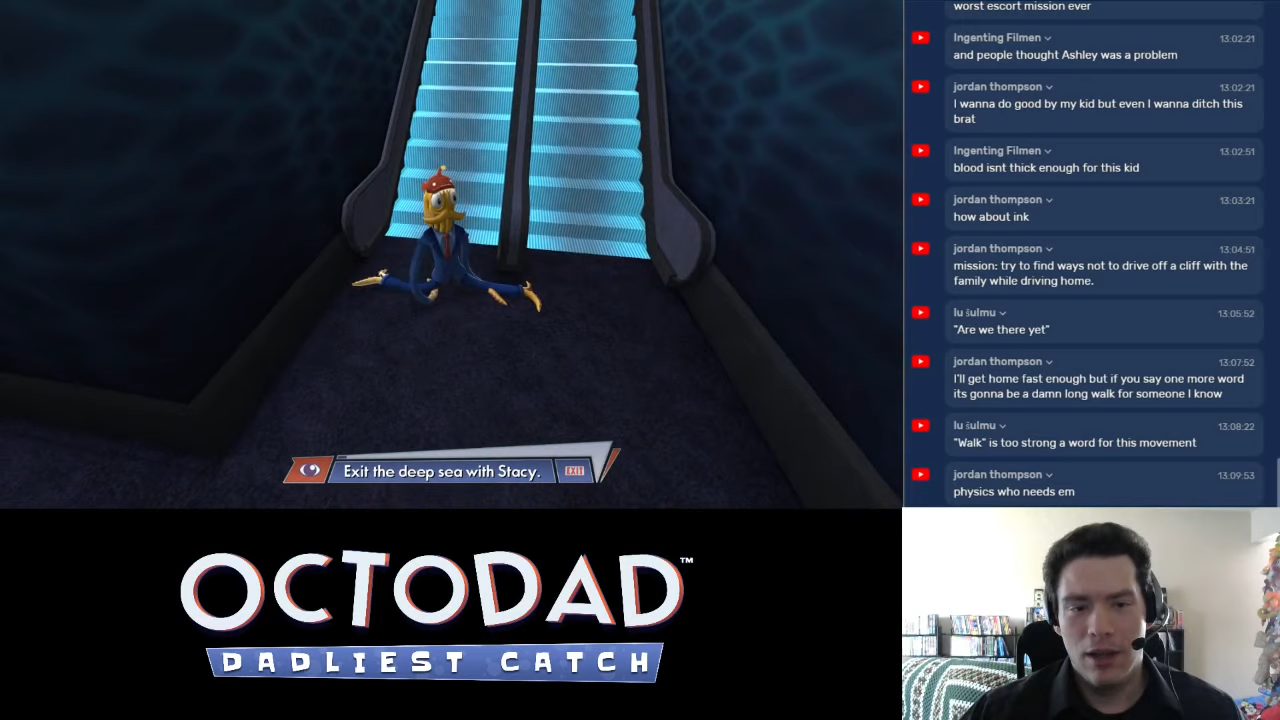 worst escort mission ever
Ingenting Filmen 13:02:21
and people thought Ashley was a problem
jordan thompson 13:02:21
I wanna do good by my kid but even I wanna ditch this
brat
Ingenting Filmen 13:02:51
blood isnt thick enough for this kid
jordan thompson 13:03:21
how about ink
jordan thompson 13:04:51
mission: try to find ways not to drive off a cliff with the
family while driving home.
lu šulmu 13:05:52
"Are we there yet"
jordan thompson 13:07:52
I'll get home fast enough but if you say one more word
its gonna be a damn long walk for someone I know
lu šulmu 13:08:22
"Walk" is too strong a word for this movement
jordan thompson 13:09:53
physics who needs em
Exit the deep sea with Stacy. EXIT
OCTODAD™
DADLIEST CATCH